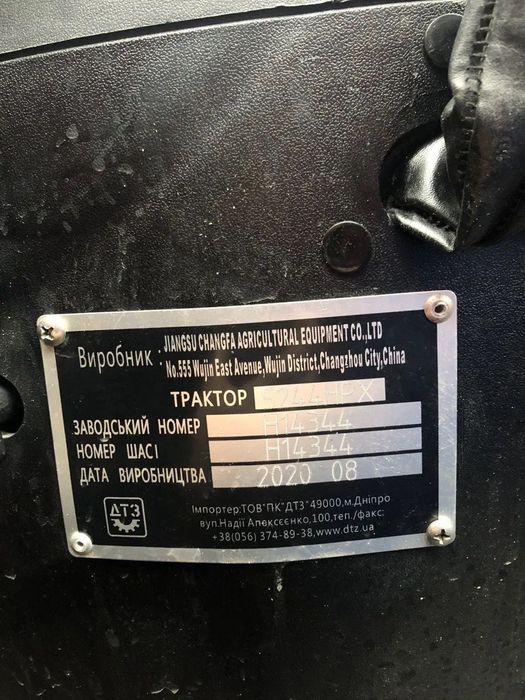 Виробник : JIANGSU CHANGFA AGRICULTURAL EQUIPMENT CO.,LTD
No.555 Wujin East Avenue,Wujin District,Changzhou City,China
ТРАКТОР 5244HPX
ЗАВОДСЬКИЙ НОМЕР H14344
НОМЕР ШАСІ H14344
ДАТА ВИРОБНИЦТВА 2020 08
ДТЗ
Імпортер:ТОВ"ПК"ДТЗ"49000,м.Дніпро
вул.Надії Алексєєнко,100,тел./факс:
+38(056) 374-89-38,www.dtz.ua